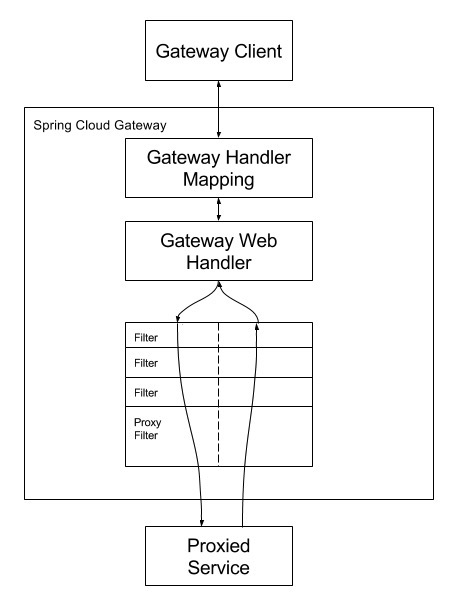 Gateway Client
Spring Cloud Gateway
Gateway Handler
Mapping
Gateway Web
Handler
Filter
Filter
Filter
Proxy
Filter
Proxied
Service